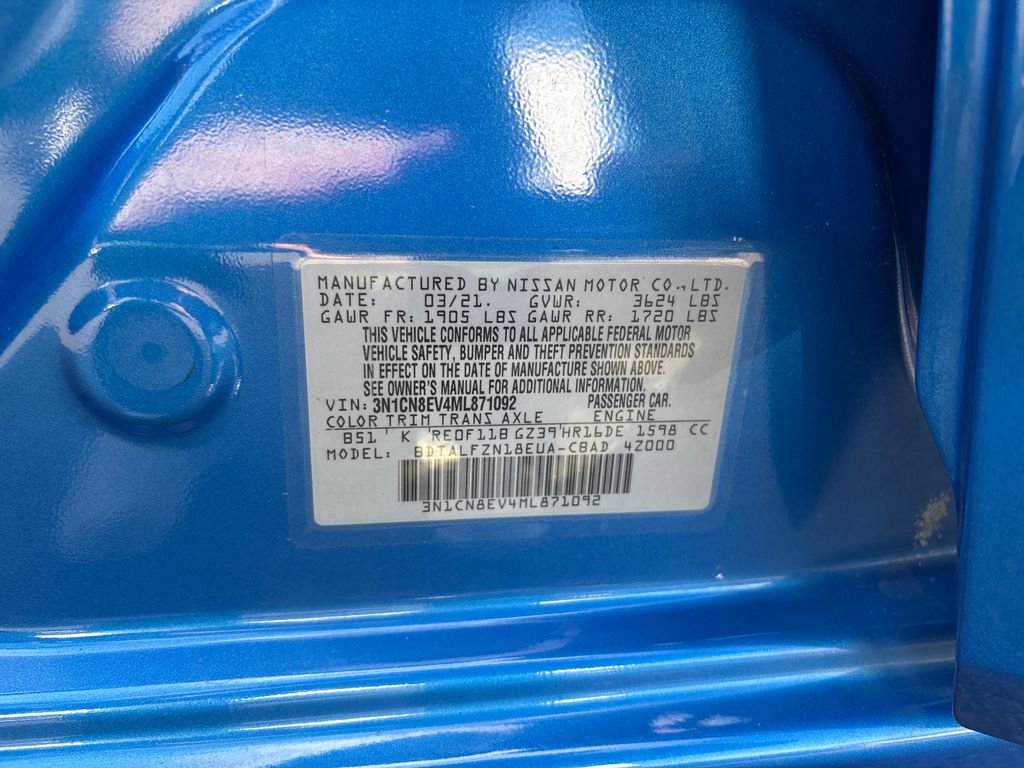 MANUFACTURED BY NISSAN MOTOR CO., LTD.
DATE: 03/21. GVWR: 3624 LBS
GAWR FR: 1905 LBS GAWR RR: 1720 LBS
THIS VEHICLE CONFORMS TO ALL APPLICABLE FEDERAL MOTOR
VEHICLE SAFETY, BUMPER AND THEFT PREVENTION STANDARDS
IN EFFECT ON THE DATE OF MANUFACTURE SHOWN ABOVE.
SEE OWNER'S MANUAL FOR ADDITIONAL INFORMATION.
VIN: 3N1CN8EV4ML871092 PASSENGER CAR.
COLOR TRIM TRANS AXLE ENGINE
B51 K RE0F11B GZ39 HR16DE 1598 CC
MODEL: BDTALFZN18EUA-CBAD 4Z000
3N1CN8EV4ML871092